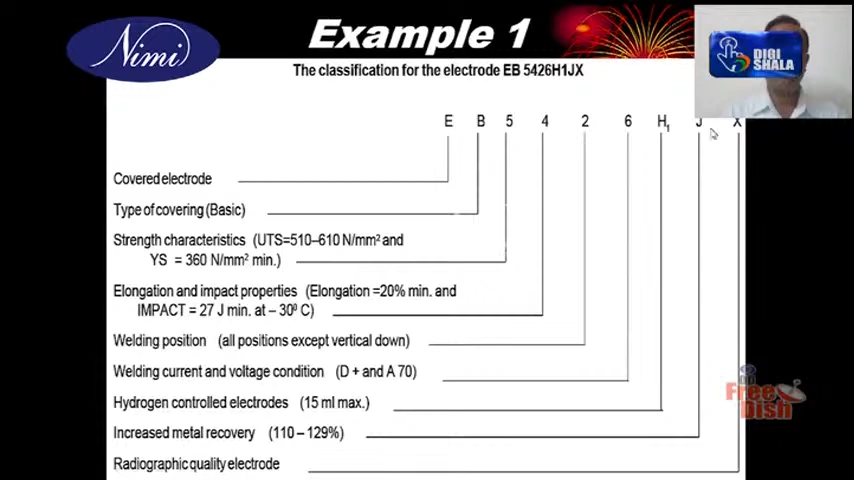 Nimi
Example 1
DIGI
SHALA
The classification for the electrode EB 5426H1JX
E B 5 4 2 6 H1 J X
Covered electrode
Type of covering (Basic)
Strength characteristics (UTS=510–610 N/mm² and
YS = 360 N/mm² min.)
Elongation and impact properties (Elongation =20% min. and
IMPACT = 27 J min. at – 30⁰ C)
Welding position (all positions except vertical down)
Welding current and voltage condition (D + and A 70)
Hydrogen controlled electrodes (15 ml max.)
Increased metal recovery (110 – 129%)
Radiographic quality electrode
Free
Dish